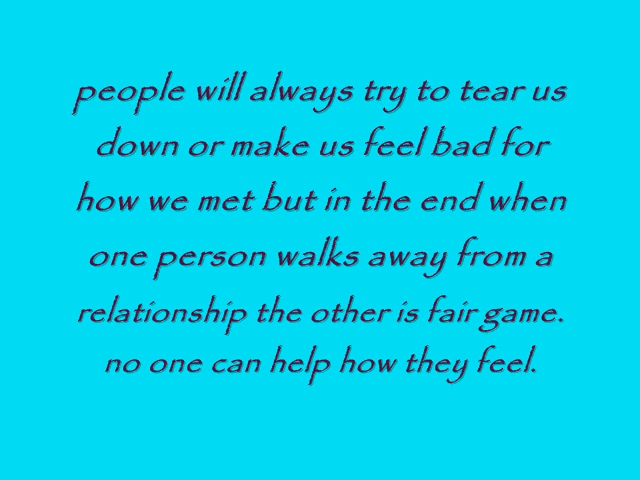 people will always try to tear us
down or make us feel bad for
how we met but in the end when
one person walks away from a
relationship the other is fair game.
no one can help how they feel.